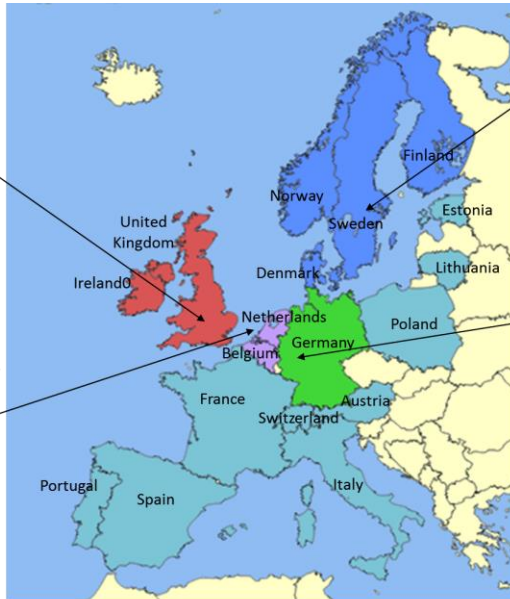 Finland
Norway
Estonia
United
Kingdom
Sweden
Denmark
Lithuania
Ireland0
Netherlands
Poland
Germany
Belgium
France
Austria
Switzerland
Portugal
Spain
Italy